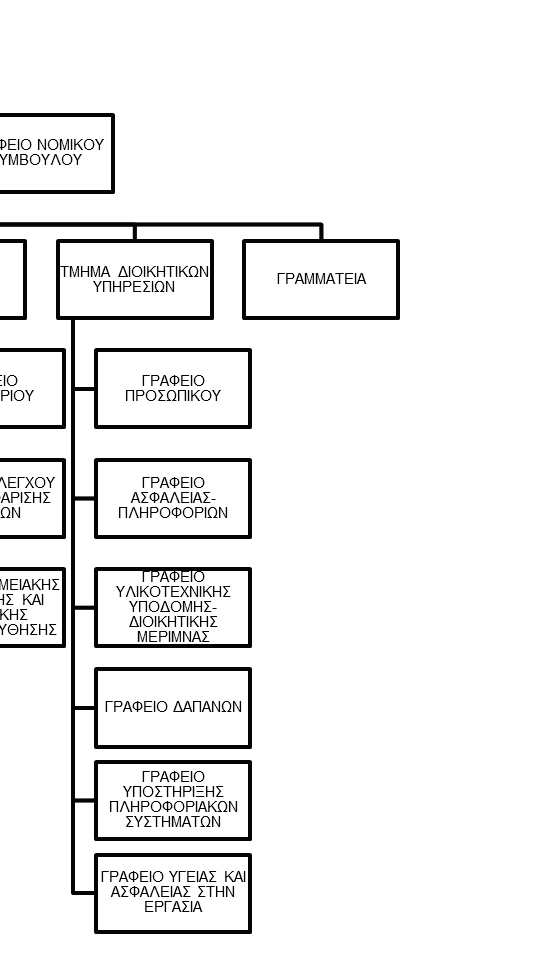 ΦΕΙΟ ΝΟΜΙΚΟΥ
ΥΜΒΟΥΛΟΥ
ΤΜΗΜΑ ΔΙΟΙΚΗΤΙΚΩΝ
ΥΠΗΡΕΣΙΩΝ
ΓΡΑΜΜΑΤΕΙΑ
ΕΙΟ
ΡΙΟΥ
ΓΡΑΦΕΙΟ
ΠΡΟΣΩΠΙΚΟΥ
ΛΕΓΧΟΥ
ΑΡΙΣΗΣ
ΩΝ
ΓΡΑΦΕΙΟ
ΑΣΦΑΛΕΙΑΣ-
ΠΛΗΡΟΦΟΡΙΩΝ
ΜΕΙΑΚΗΣ
ΗΣ ΚΑΙ
ΚΗΣ
ΥΘΗΣΗΣ
ΓΡΑΦΕΙΟ
ΥΛΙΚΟΤΕΧΝΙΚΗΣ
ΥΠΟΔΟΜΗΣ-
ΔΙΟΙΚΗΤΙΚΗΣ
ΜΕΡΙΜΝΑΣ
ΓΡΑΦΕΙΟ ΔΑΠΑΝΩΝ
ΓΡΑΦΕΙΟ
ΥΠΟΣΤΗΡΙΞΗΣ
ΠΛΗΡΟΦΟΡΙΑΚΩΝ
ΣΥΣΤΗΜΑΤΩΝ
ΓΡΑΦΕΙΟ ΥΓΕΙΑΣ ΚΑΙ
ΑΣΦΑΛΕΙΑΣ ΣΤΗΝ
ΕΡΓΑΣΙΑ